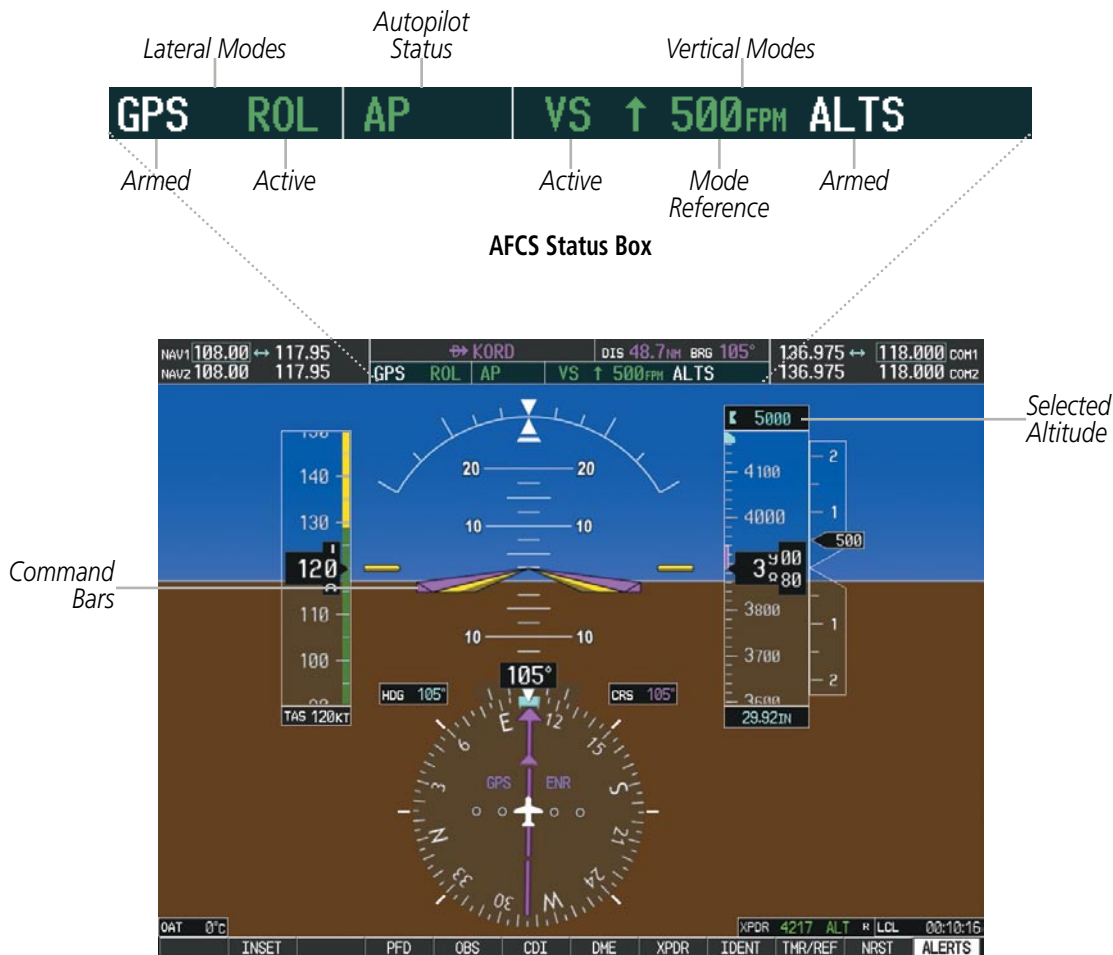 Lateral Modes
Autopilot
Status
Vertical Modes
GPS ROL AP VS ↑ 500FPM ALTS
Armed
Active
Active
Mode
Reference
Armed
AFCS Status Box
NAV1 108.00 ↔ 117.95
NAV2 108.00 117.95
KORD
DIS 48.7NM BRG 105°
136.975 ↔ 118.000 COM1
136.975 118.000 COM2
GPS ROL AP VS ↑ 500FPM ALTS
Selected
Altitude
5000
140
130
120
110
100
TAS 120KT
20 20
10 10
10 10
4100
4000
3800
3700
3600
29.92IN
2
1
500
1
2
Command
Bars
105°
HDG 105°
CRS 105°
GPS ENR
N 3 6 E 12 15 S 21 24 W 30 33
OAT 0°C
XPDR 4217 ALT R LCL 00:10:16
INSET PFD OBS CDI DME XPDR IDENT TMR/REF NRST ALERTS